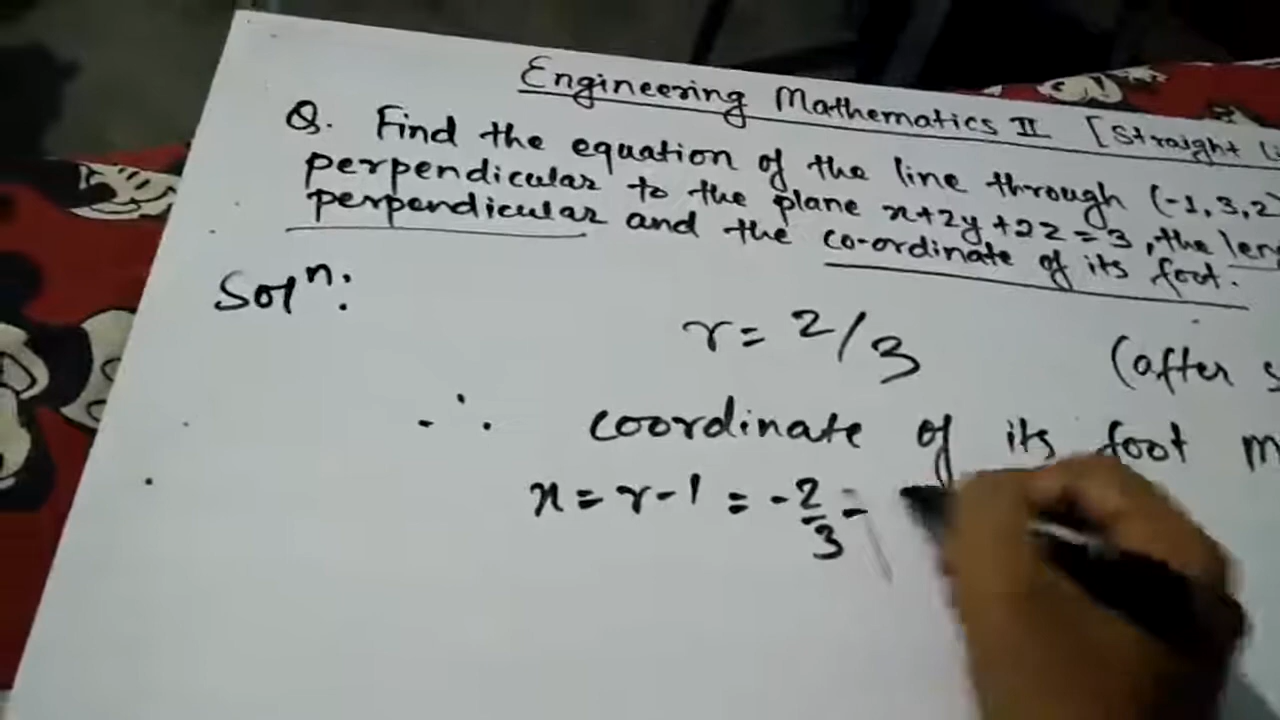 Engineering Mathematics II [Straight Li
Q. Find the equation of the line through (-1,3,2)
perpendicular to the plane x+2y+2z=3, the len
perpendicular and the co-ordinate of its foot.
Solⁿ:
r = 2/3 (after s
∴ coordinate of its foot m
x = r-1 = -2/3 -